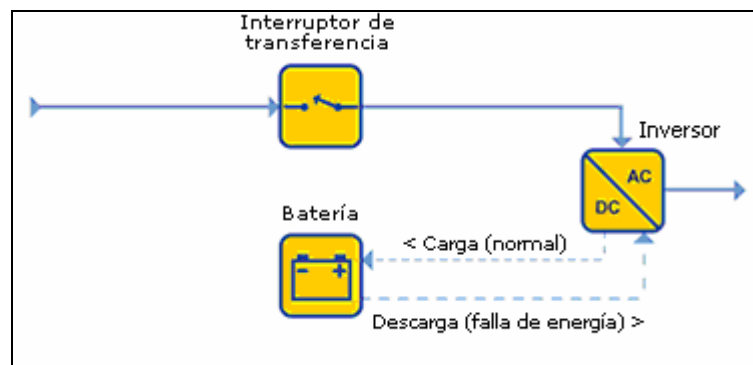 Interruptor de
transferencia
Inversor
AC
DC
Batería
< Carga (normal)
Descarga (falla de energía) >